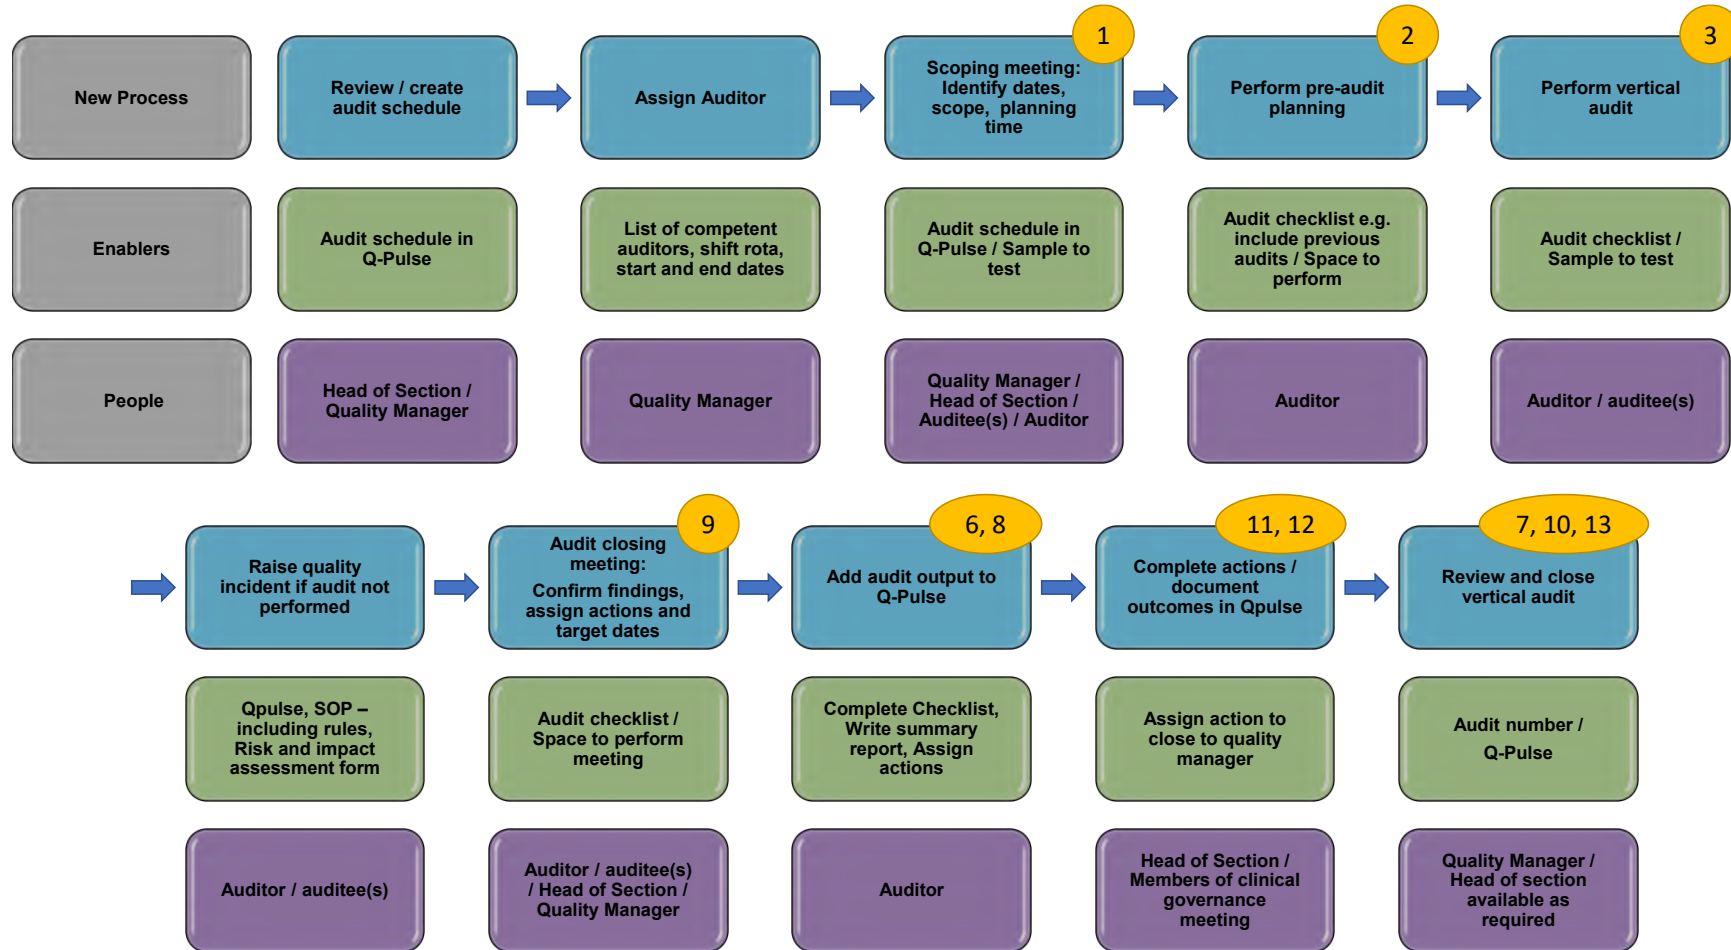 1
2
3
New Process
Review / create
audit schedule
Assign Auditor
Scoping meeting:
Identify dates,
scope, planning
time
Perform pre-audit
planning
Perform vertical
audit
Enablers
Audit schedule in
Q-Pulse
List of competent
auditors, shift rota,
start and end dates
Audit schedule in
Q-Pulse / Sample to
test
Audit checklist e.g.
include previous
audits / Space to
perform
Audit checklist /
Sample to test
People
Head of Section /
Quality Manager
Quality Manager
Quality Manager /
Head of Section /
Auditee(s) / Auditor
Auditor
Auditor / auditee(s)
9
6, 8
11, 12
7, 10, 13
Raise quality
incident if audit not
performed
Audit closing
meeting:
Confirm findings,
assign actions and
target dates
Add audit output to
Q-Pulse
Complete actions /
document
outcomes in Qpulse
Review and close
vertical audit
Qpulse, SOP –
including rules,
Risk and impact
assessment form
Audit checklist /
Space to perform
meeting
Complete Checklist,
Write summary
report, Assign
actions
Assign action to
close to quality
manager
Audit number /
Q-Pulse
Auditor / auditee(s)
Auditor / auditee(s)
/ Head of Section /
Quality Manager
Auditor
Head of Section /
Members of clinical
governance
meeting
Quality Manager /
Head of section
available as
required